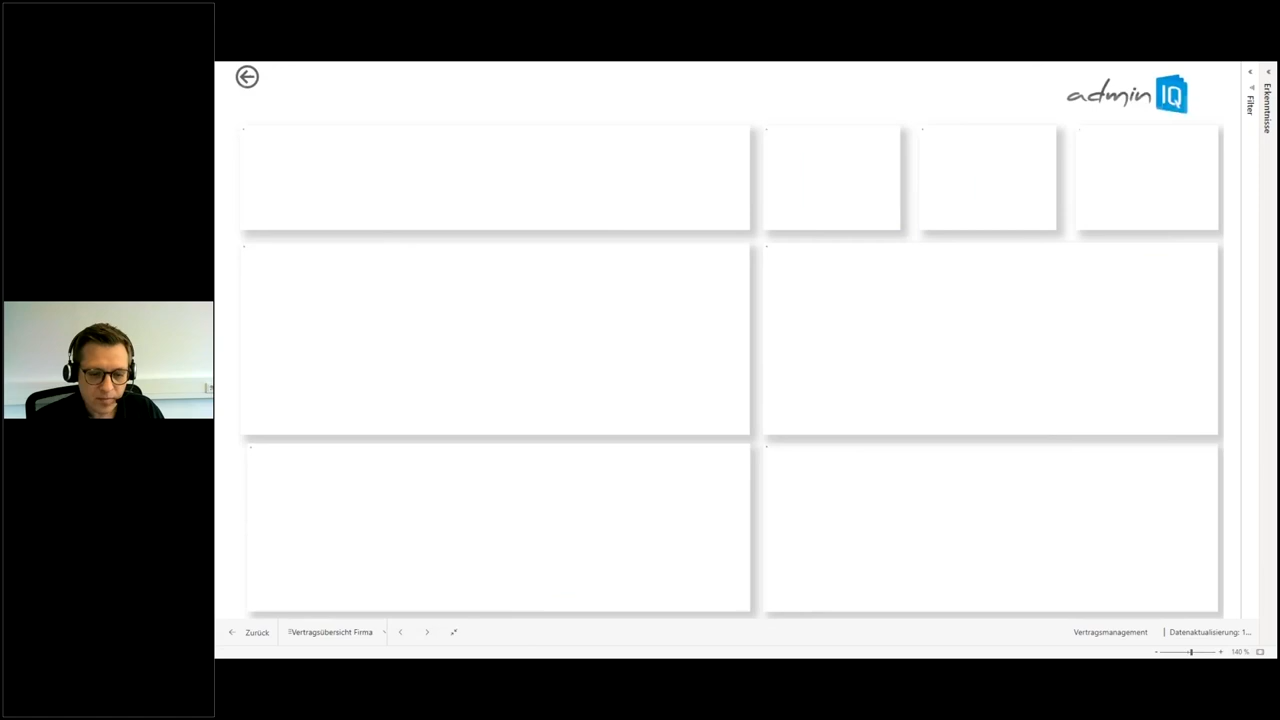 admin IQ
Filter
Erkenntnisse
Zurück
Vertragsübersicht Firma
Vertragsmanagement
Datenaktualisierung: 1...
140 %